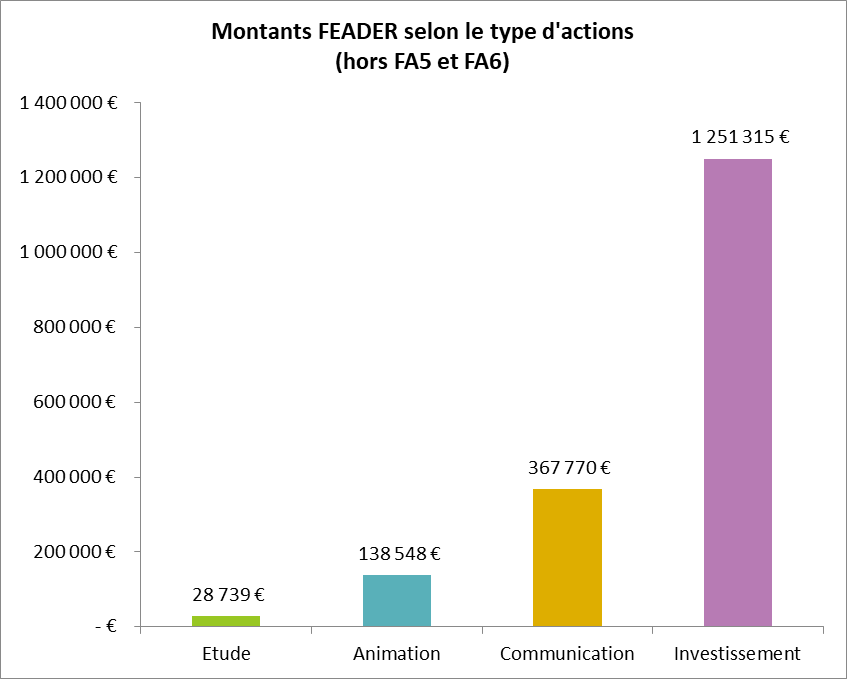 Montants FEADER selon le type d'actions
(hors FA5 et FA6)
1 400 000 €
1 200 000 €
1 000 000 €
800 000 €
600 000 €
400 000 €
200 000 €
- €
28 739 €
138 548 €
367 770 €
1 251 315 €
Etude
Animation
Communication
Investissement